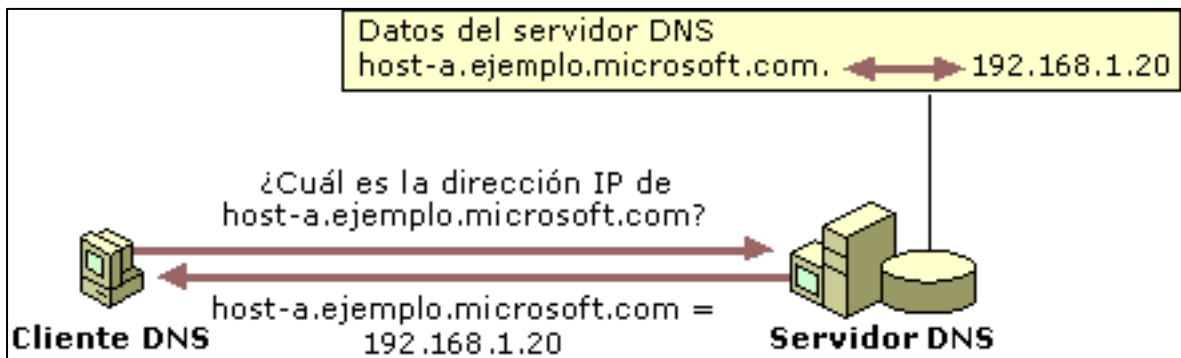 Datos del servidor DNS
host-a.ejemplo.microsoft.com. 192.168.1.20
¿Cuál es la dirección IP de
host-a.ejemplo.microsoft.com?
host-a.ejemplo.microsoft.com =
192.168.1.20
Cliente DNS
Servidor DNS